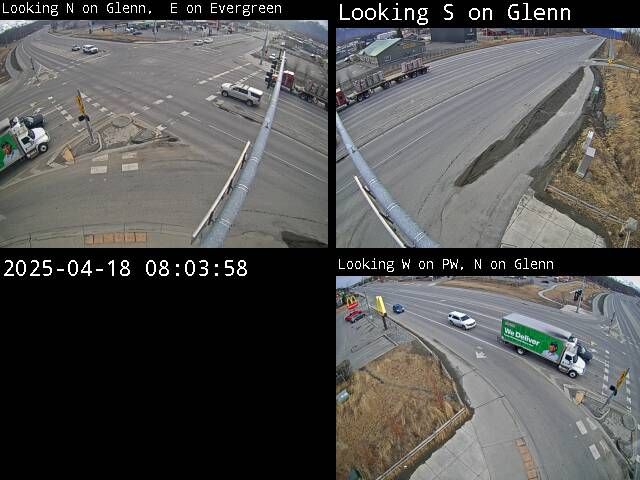 Looking N on Glenn,  E on Evergreen
Looking S on Glenn
2025-04-18 08:03:58
Looking W on PW, N on Glenn
We Deliver